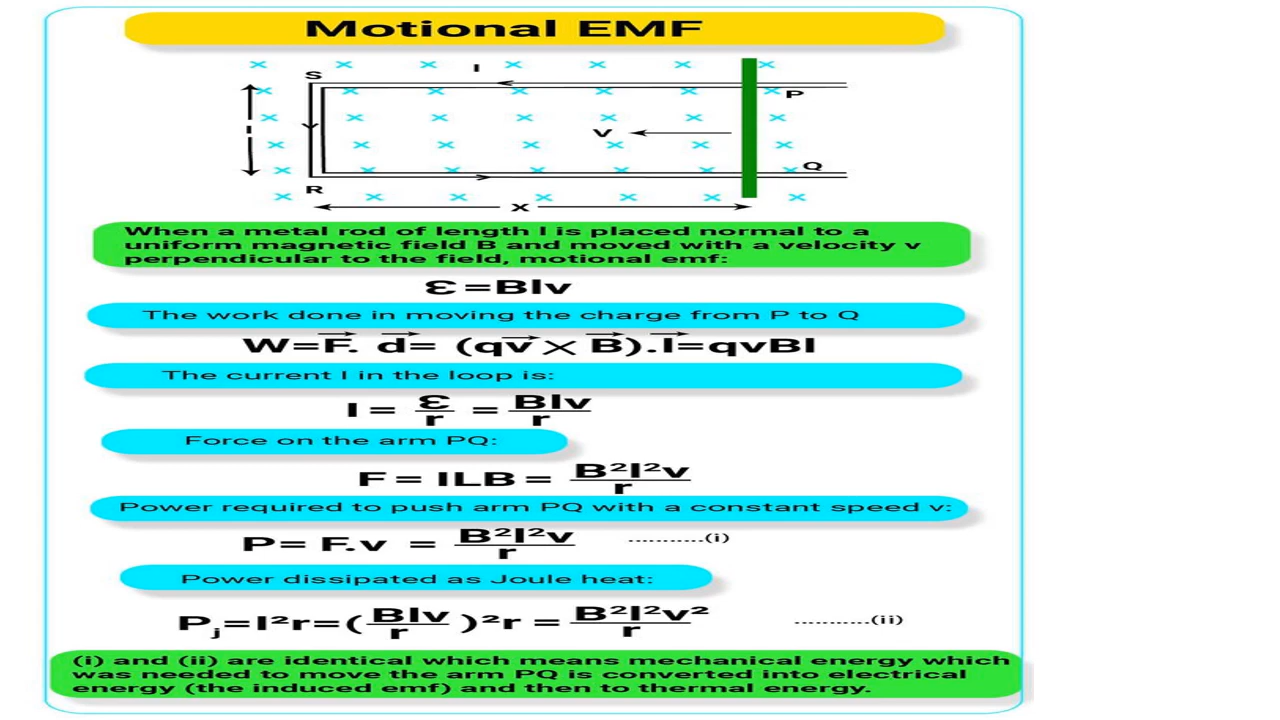 Motional EMF
S
I
P
l
V
Q
R
x
When a metal rod of length l is placed normal to a
uniform magnetic field B and moved with a velocity v
perpendicular to the field, motional emf:
Ɛ=Blv
The work done in moving the charge from P to Q
W=F⃗. d⃗= (qv⃗ × B⃗).l⃗=qvBl
The current I in the loop is:
I = Ɛ/r = Blv/r
Force on the arm PQ:
F = ILB = B²l²v/r
Power required to push arm PQ with a constant speed v:
P= F.v = B²l²v/r ...........(i)
Power dissipated as Joule heat:
Pⱼ=I²r=(Blv/r)²r = B²l²v²/r ...........(ii)
(i) and (ii) are identical which means mechanical energy which
was needed to move the arm PQ is converted into electrical
energy (the induced emf) and then to thermal energy.